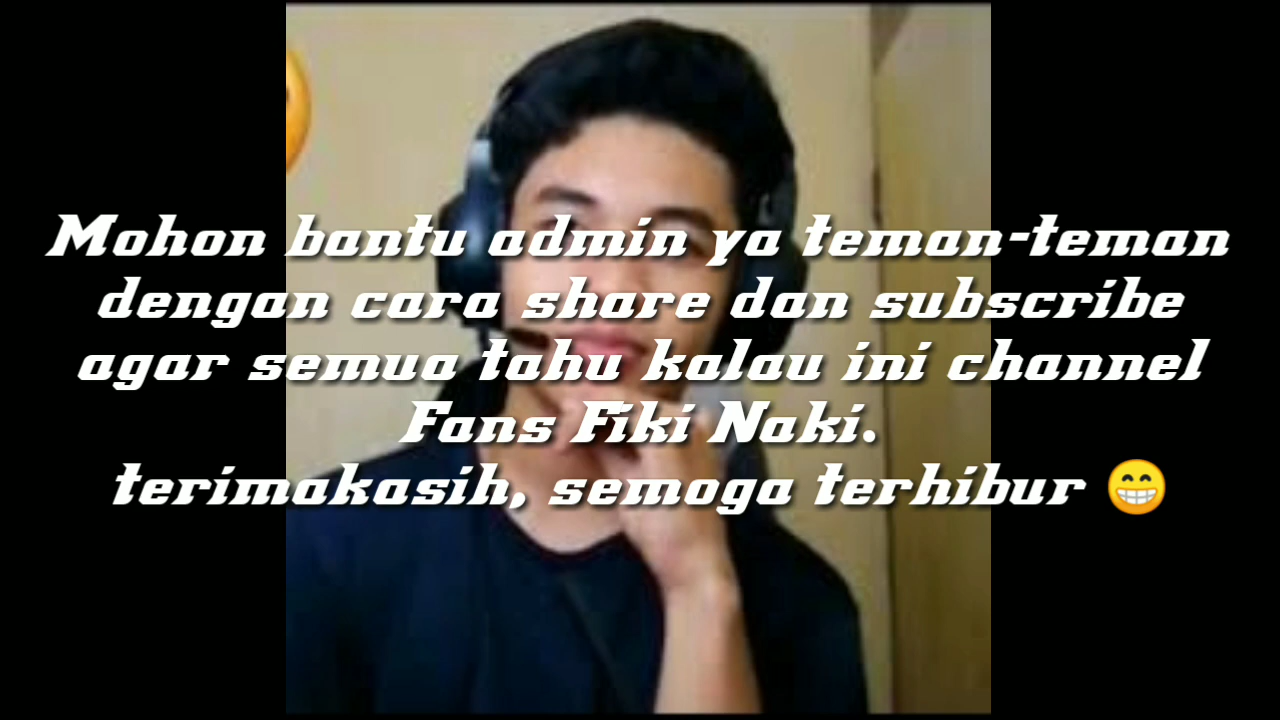 Mohon bantu admin ya teman-teman
dengan cara share dan subscribe
agar semua tahu kalau ini channel
Fans Fiki Naki.
terimakasih, semoga terhibur 😁